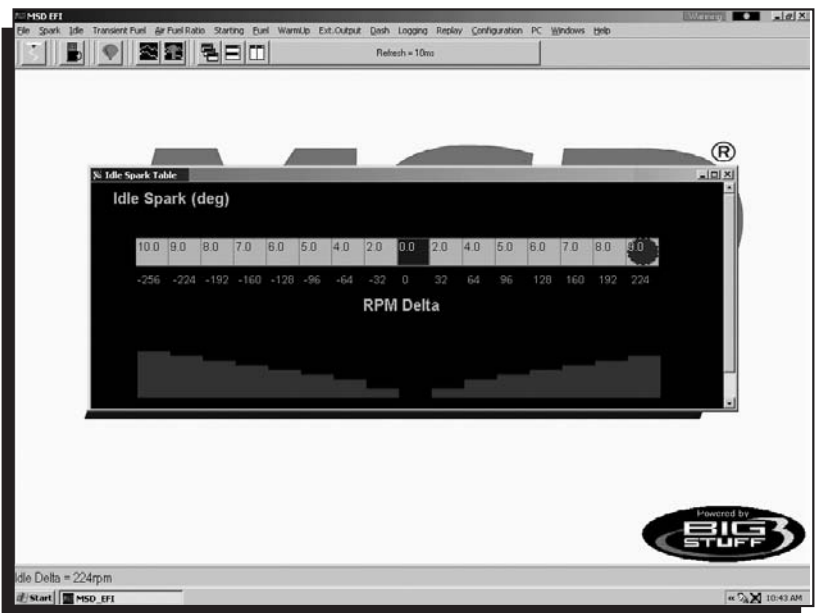 MSD EFI
Warning
File Spark Idle Transient Fuel Air Fuel Ratio Starting Fuel WarmUp Ext.Output Dash Logging Replay Configuration PC Windows Help
Refresh = 10ms
®
Idle Spark Table
Idle Spark (deg)
10.0 9.0 8.0 7.0 6.0 5.0 4.0 2.0 0.0 2.0 4.0 5.0 6.0 7.0 8.0 9.0
-256 -224 -192 -160 -128 -96 -64 -32 0 32 64 96 128 160 192 224
RPM Delta
Powered by
BIG
STUFF
3
Idle Delta = 224rpm
Start MSD_EFI 10:43 AM